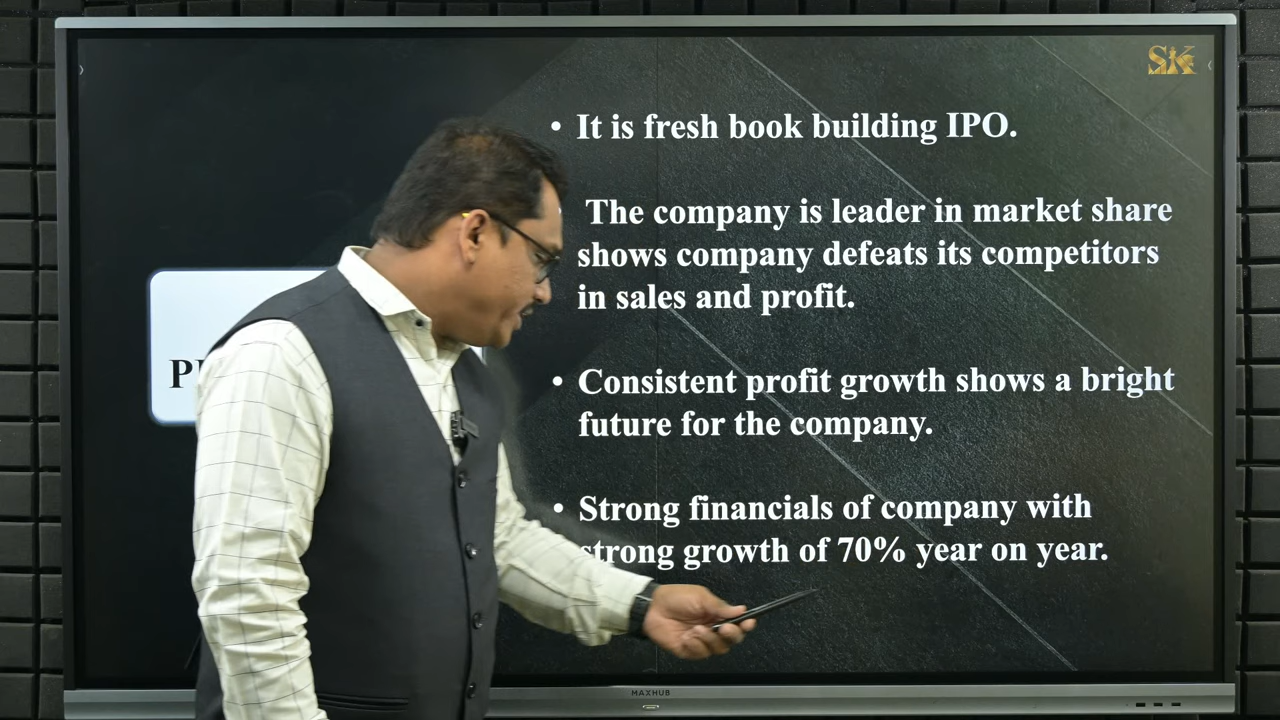 SK
• It is fresh book building IPO.
The company is leader in market share
shows company defeats its competitors
in sales and profit.
• Consistent profit growth shows a bright
future for the company.
• Strong financials of company with
strong growth of 70% year on year.
MAXHUB